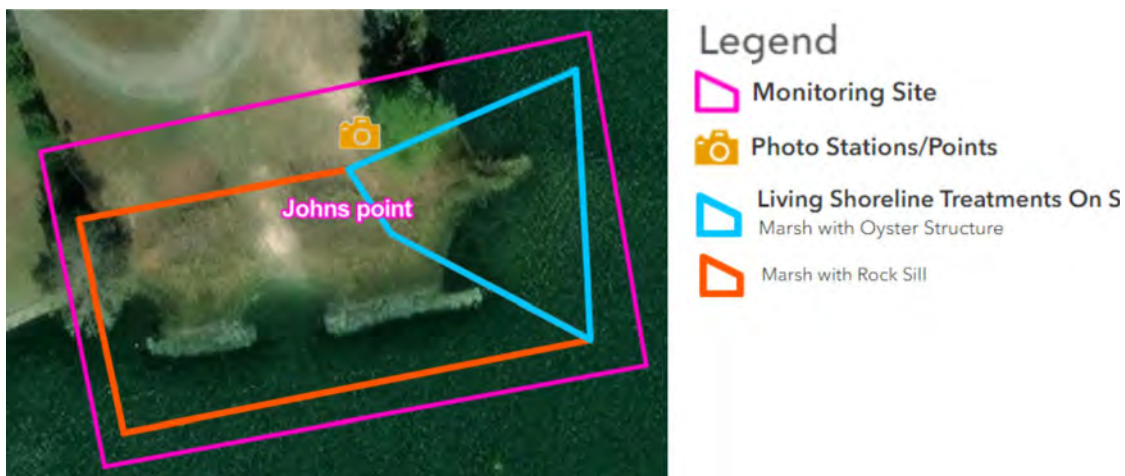 Johns point
Legend
Monitoring Site
Photo Stations/Points
Living Shoreline Treatments On S
Marsh with Oyster Structure
Marsh with Rock Sill